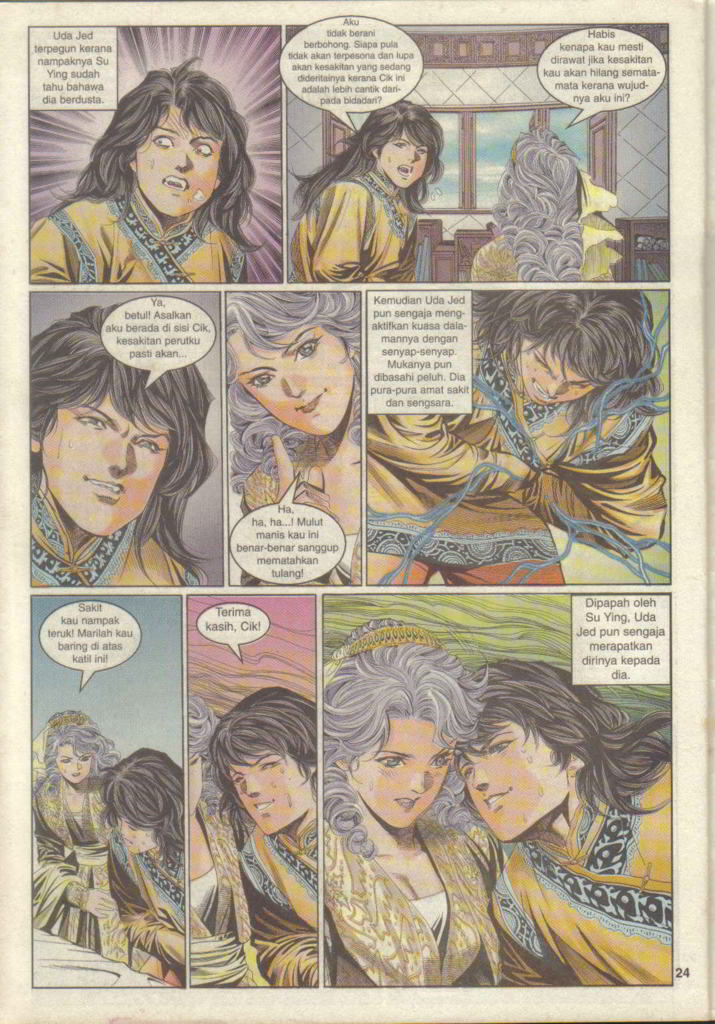 Uda Jed
terpegun kerana
nampaknya Su
Ying sudah
tahu bahawa
dia berdusta.
Aku
tidak berani
berbohong. Siapa pula
tidak akan terpesona dan lupa
akan kesakitan yang sedang
dideritainya kerana Cik ini
adalah lebih cantik dari-
pada bidadari?
Habis
kenapa kau mesti
dirawat jika kesakitan
kau akan hilang semata-
mata kerana wujud-
nya aku ini?
Ya,
betul! Asalkan
aku berada di sisi Cik,
kesakitan perutku
pasti akan...
Ha,
ha, ha...! Mulut
manis kau ini
benar-benar sanggup
mematahkan
tulang!
Kemudian Uda Jed
pun sengaja meng-
aktifkan kuasa dala-
mannya dengan
senyap-senyap.
Mukanya pun
dibasahi peluh. Dia
pura-pura amat sakit
dan sengsara.
Sakit
kau nampak
teruk! Marilah kau
baring di atas
katil ini!
Terima
kasih, Cik!
Dipapah oleh
Su Ying, Uda
Jed pun sengaja
merapatkan
dirinya kepada
dia.
24